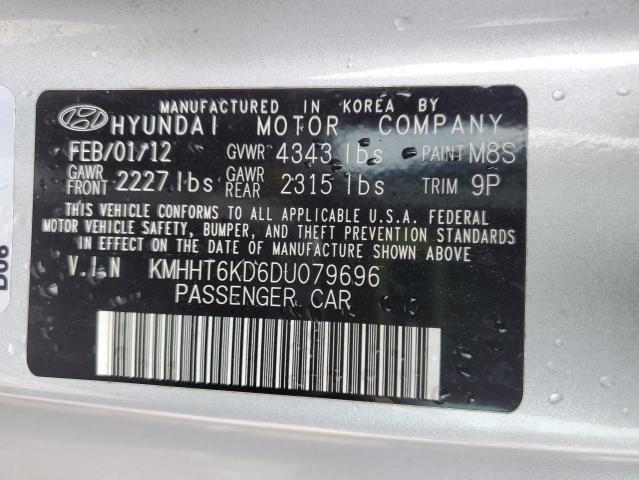 MANUFACTURED IN KOREA BY
HYUNDAI MOTOR COMPANY
FEB/01/12 GVWR 4343 lbs PAINT M8S
GAWR FRONT 2227 lbs GAWR REAR 2315 lbs TRIM 9P
THIS VEHICLE CONFORMS TO ALL APPLICABLE U.S.A. FEDERAL
MOTOR VEHICLE SAFETY, BUMPER, AND THEFT PREVENTION STANDARDS
IN EFFECT ON THE DATE OF MANUFACTURE SHOWN ABOVE
V.I.N KMHHT6KD6DU079696
PASSENGER CAR
D06